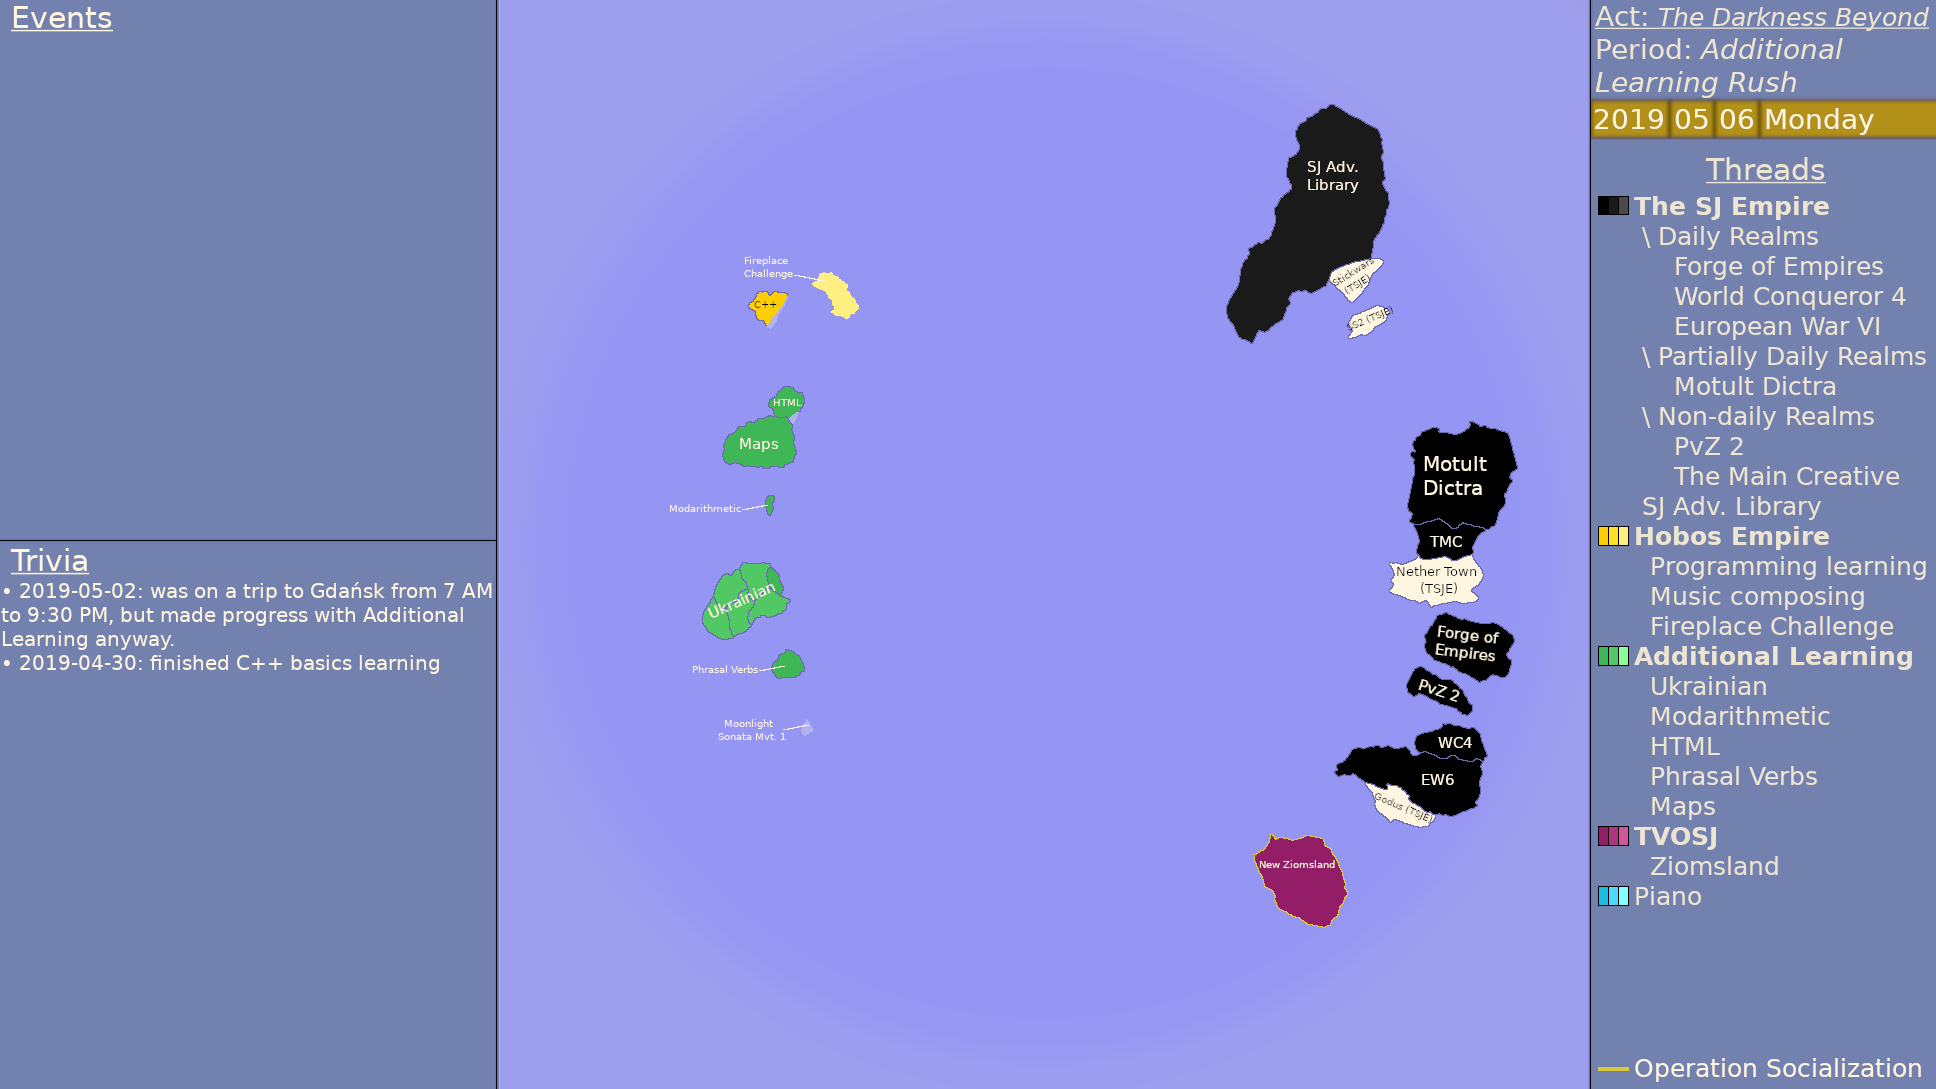 Events
Trivia
• 2019-05-02: was on a trip to Gdańsk from 7 AM
to 9:30 PM, but made progress with Additional
Learning anyway.
• 2019-04-30: finished C++ basics learning
Fireplace
Challenge
C++
HTML
Maps
Modarithmetic
Ukrainian
Phrasal Verbs
Moonlight
Sonata Mvt. 1
SJ Adv.
Library
Stickwars
(TSJE)
SS2 (TSJE)
Motult
Dictra
TMC
Nether Town
(TSJE)
Forge of
Empires
PvZ 2
WC4
EW6
Godus (TSJE)
New Ziomsland
Act: The Darkness Beyond
Period: Additional
Learning Rush
2019 05 06 Monday
Threads
The SJ Empire
\ Daily Realms
Forge of Empires
World Conqueror 4
European War VI
\ Partially Daily Realms
Motult Dictra
\ Non-daily Realms
PvZ 2
The Main Creative
SJ Adv. Library
Hobos Empire
Programming learning
Music composing
Fireplace Challenge
Additional Learning
Ukrainian
Modarithmetic
HTML
Phrasal Verbs
Maps
TVOSJ
Ziomsland
Piano
Operation Socialization